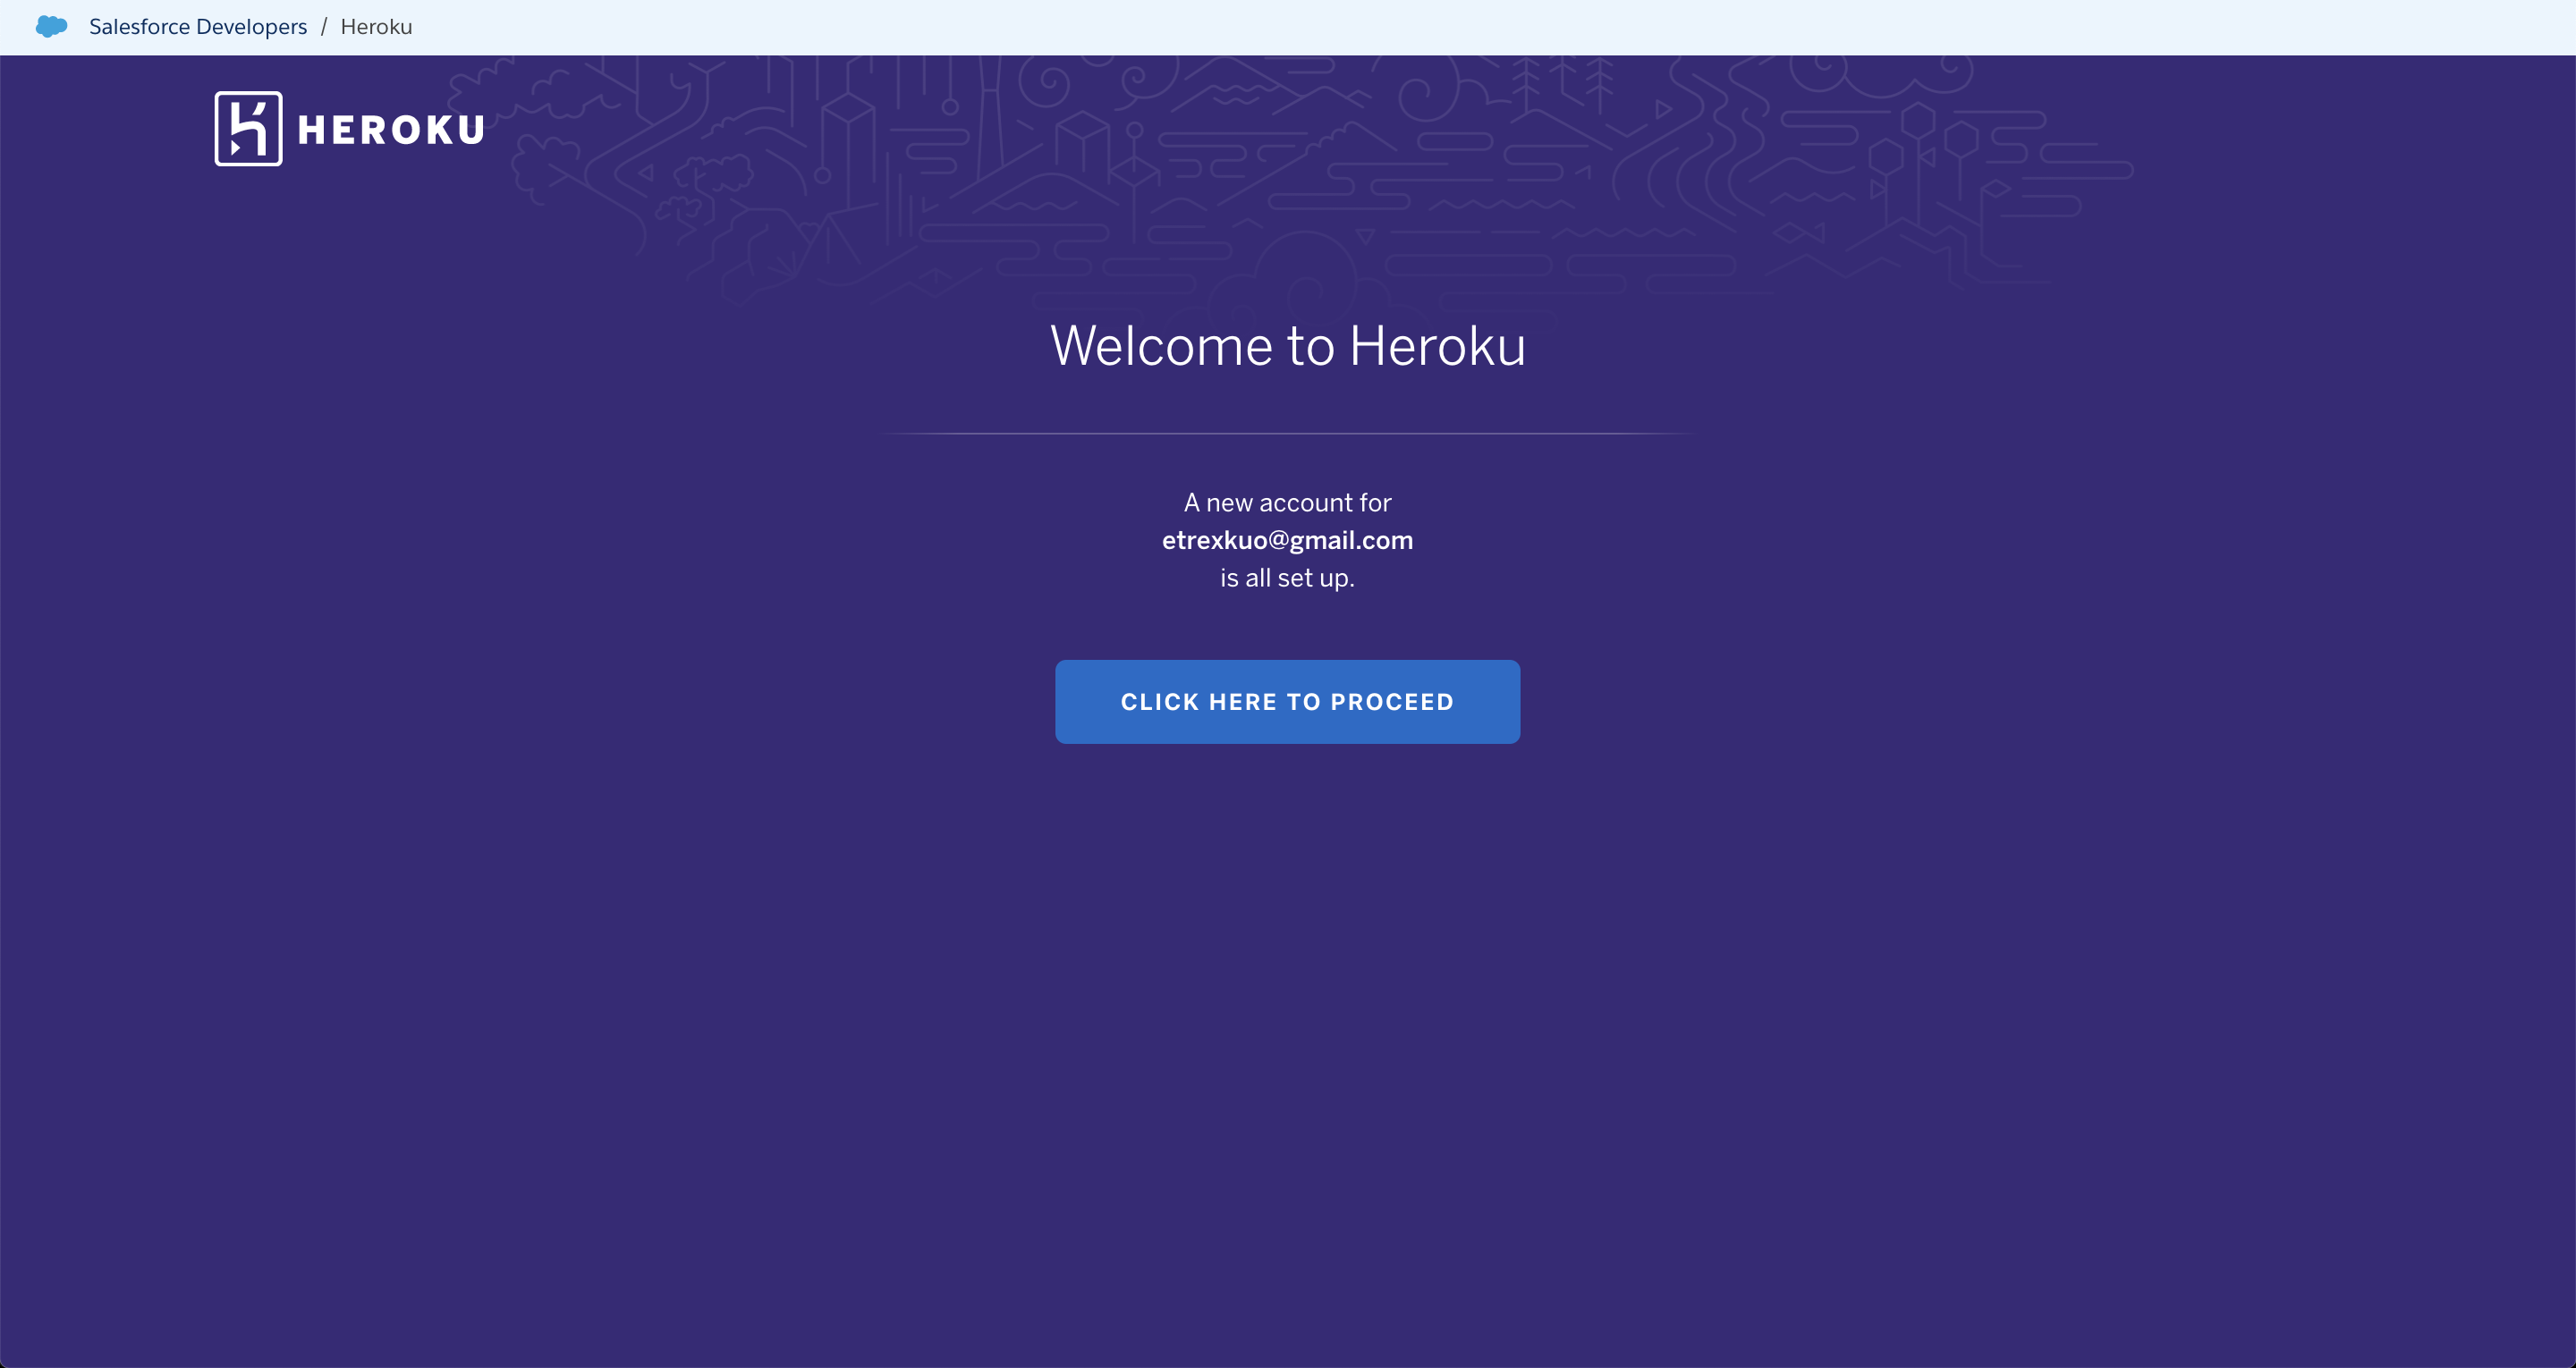 Salesforce Developers / Heroku
HEROKU
Welcome to Heroku
A new account for
etrexkuo@gmail.com
is all set up.
CLICK HERE TO PROCEED